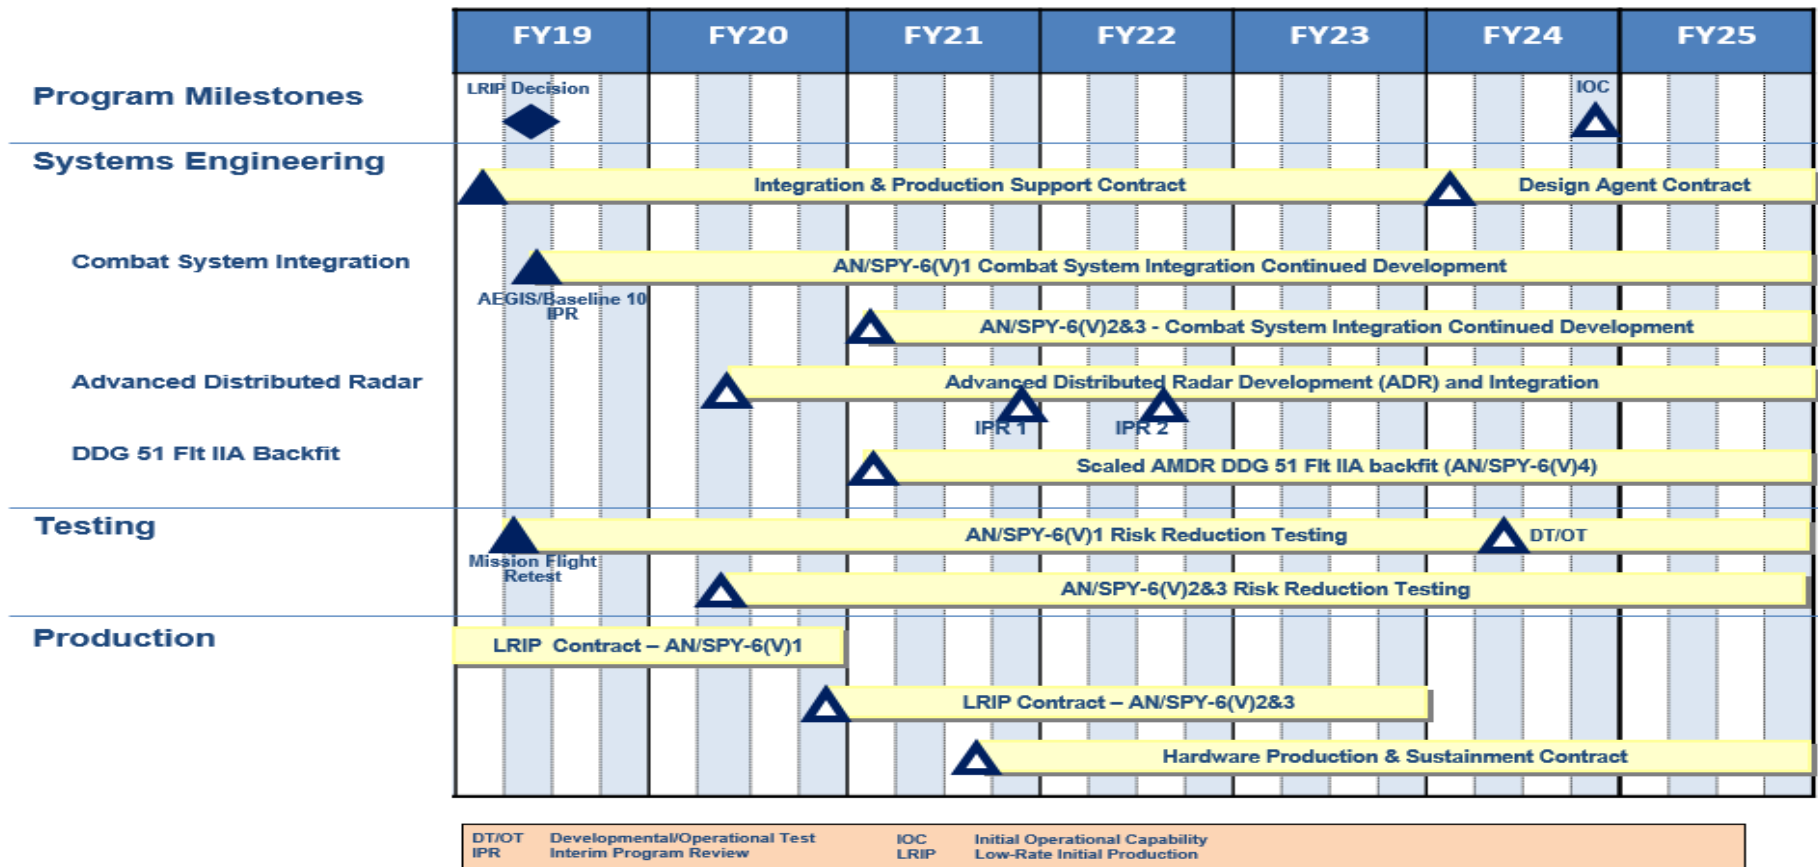 FY19 FY20 FY21 FY22 FY23 FY24 FY25
Program Milestones
LRIP Decision
IOC
Systems Engineering
Integration & Production Support Contract
Design Agent Contract
Combat System Integration
AN/SPY-6(V)1 Combat System Integration Continued Development
AEGIS/Baseline 10
IPR
AN/SPY-6(V)2&3 - Combat System Integration Continued Development
Advanced Distributed Radar
Advanced Distributed Radar Development (ADR) and Integration
IPR 1
IPR 2
DDG 51 Flt IIA Backfit
Scaled AMDR DDG 51 Flt IIA backfit (AN/SPY-6(V)4)
Testing
AN/SPY-6(V)1 Risk Reduction Testing
DT/OT
Mission Flight
Retest
AN/SPY-6(V)2&3 Risk Reduction Testing
Production
LRIP Contract – AN/SPY-6(V)1
LRIP Contract – AN/SPY-6(V)2&3
Hardware Production & Sustainment Contract
DT/OT Developmental/Operational Test IOC Initial Operational Capability
IPR Interim Program Review LRIP Low-Rate Initial Production